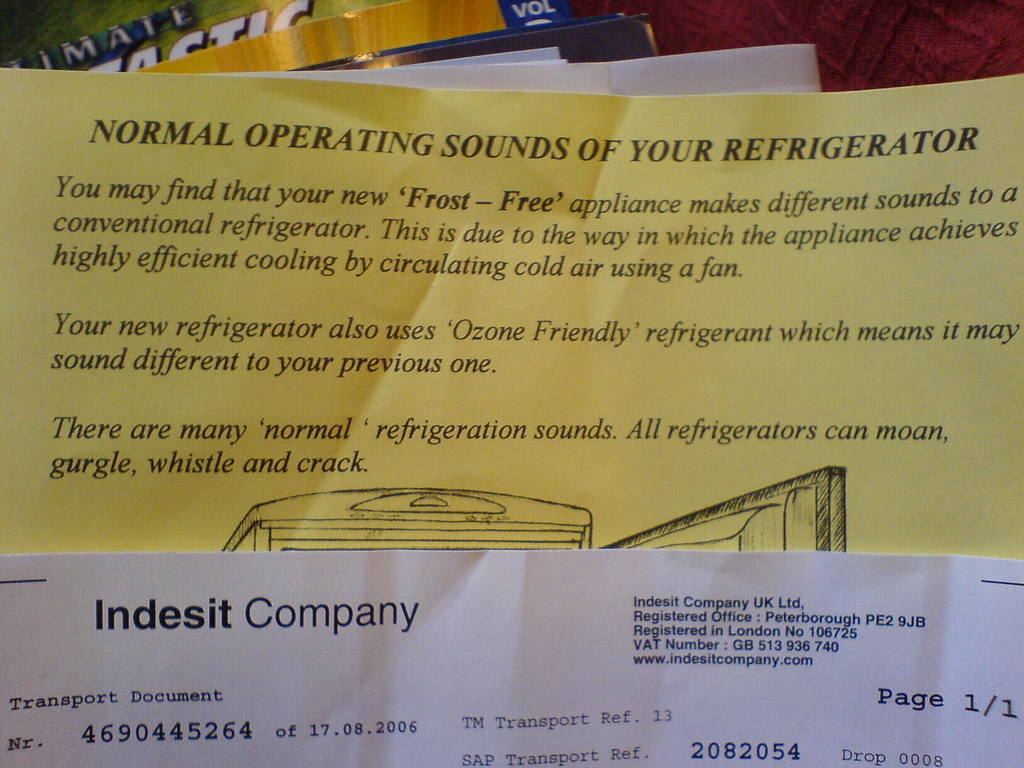 TIMATE
TASTIC
VOL
NORMAL OPERATING SOUNDS OF YOUR REFRIGERATOR
You may find that your new ‘Frost – Free’ appliance makes different sounds to a
conventional refrigerator. This is due to the way in which the appliance achieves
highly efficient cooling by circulating cold air using a fan.
Your new refrigerator also uses ‘Ozone Friendly’ refrigerant which means it may
sound different to your previous one.
There are many ‘normal ‘ refrigeration sounds. All refrigerators can moan,
gurgle, whistle and crack.
Indesit Company
Indesit Company UK Ltd,
Registered Office : Peterborough PE2 9JB
Registered in London No 106725
VAT Number : GB 513 936 740
www.indesitcompany.com
Transport Document
Page 1/1
Nr. 4690445264 of 17.08.2006
TM Transport Ref. 13
SAP Transport Ref. 2082054 Drop 0008